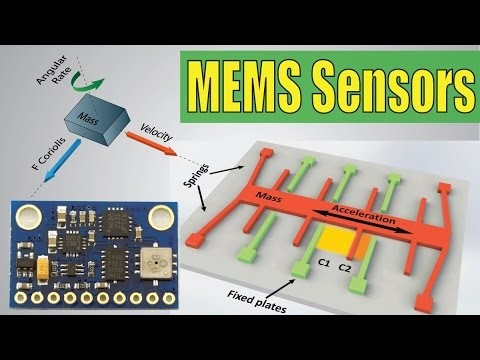 MEMS Sensors
Angular
Rate
Mass
F Coriolis
Velocity
Springs
Mass
Acceleration
C1 C2
Fixed plates